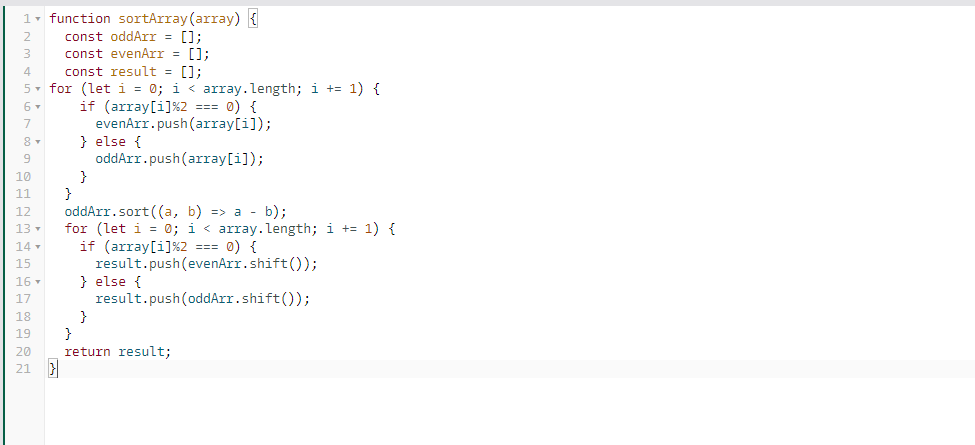 1 function sortArray(array) {
2   const oddArr = [];
3   const evenArr = [];
4   const result = [];
5 for (let i = 0; i < array.length; i += 1) {
6     if (array[i]%2 === 0) {
7       evenArr.push(array[i]);
8     } else {
9       oddArr.push(array[i]);
10     }
11   }
12   oddArr.sort((a, b) => a - b);
13   for (let i = 0; i < array.length; i += 1) {
14     if (array[i]%2 === 0) {
15       result.push(evenArr.shift());
16     } else {
17       result.push(oddArr.shift());
18     }
19   }
20   return result;
21 }